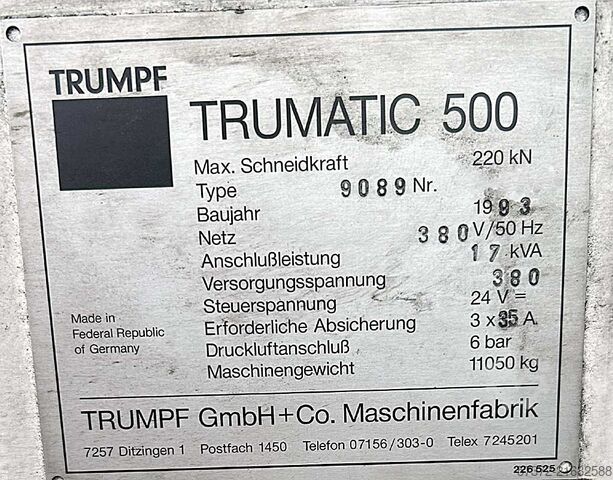 TRUMPF
TRUMATIC 500
Max. Schneidkraft 220 kN
Type 9089 Nr.
Baujahr 1993
Netz 380 V/50 Hz
Anschlußleistung 17 kVA
Versorgungsspannung 380
Steuerspannung 24 V =
Erforderliche Absicherung 3 x 35 A
Druckluftanschluß 6 bar
Maschinengewicht 11050 kg
Made in
Federal Republic
of Germany
TRUMPF GmbH+Co. Maschinenfabrik
7257 Ditzingen 1 Postfach 1450 Telefon 07156/303-0 Telex 7245201
226 525